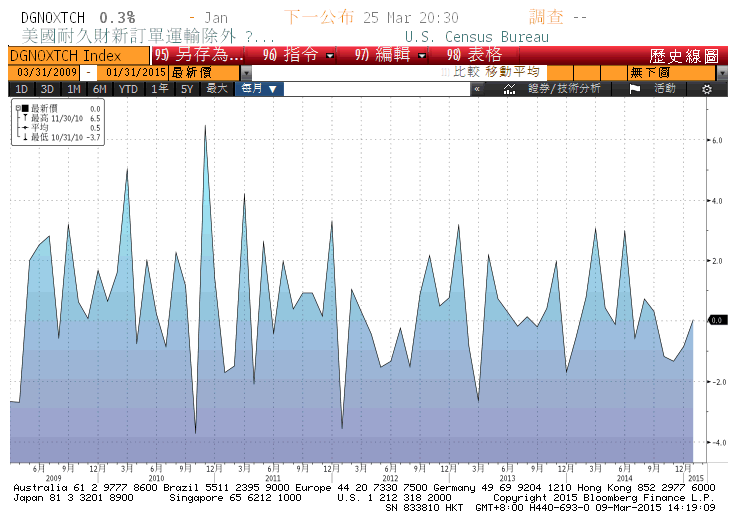 DGNOXTCH 0.3% - Jan 下一公布 25 Mar 20:30 調查 --
美國耐久財新訂單運輸除外 ?... U.S. Census Bureau
DGNOXTCH Index 95) 另存為... 96) 指令 97) 編輯 98) 表格 歷史線圖
03/31/2009 - 01/31/2015 最新價 比較 移動平均 無下圖
1D 3D 1M 6M YTD 1年 5Y 最大 每月 ▼ « 證券/技術分析 活動
最新價 0.0
最高 11/30/10 6.5
平均 0.5
最低 10/31/10 -3.7
6.0
4.0
2.0
0.0
-2.0
-4.0
6月 9月 12月 3月 6月 9月 12月 3月 6月 9月 12月 3月 6月 9月 12月 3月 6月 9月 12月 3月 6月 9月 12月
2009 2010 2011 2012 2013 2014 2015
Australia 61 2 9777 8600 Brazil 5511 2395 9000 Europe 44 20 7330 7500 Germany 49 69 9204 1210 Hong Kong 852 2977 6000
Japan 81 3 3201 8900 Singapore 65 6212 1000 U.S. 1 212 318 2000 Copyright 2015 Bloomberg Finance L.P.
SN 833810 HKT GMT+8:00 H440-693-0 09-Mar-2015 14:19:09